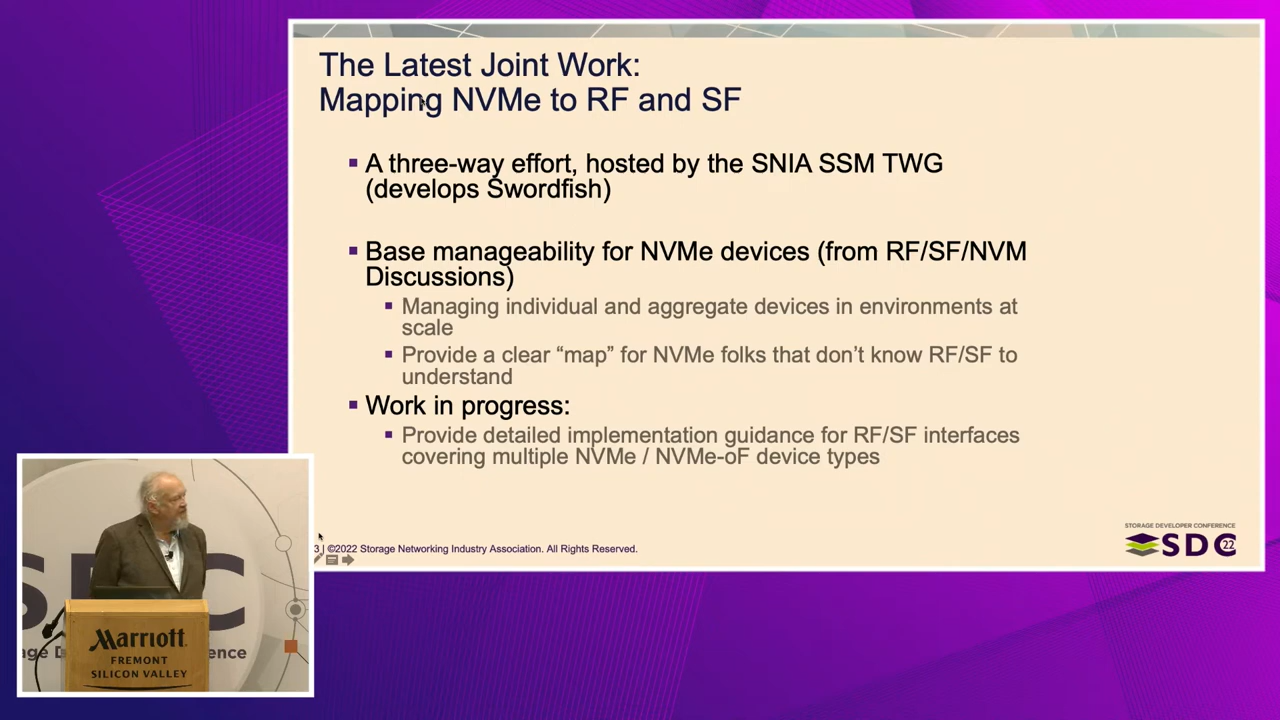 The Latest Joint Work:
Mapping NVMe to RF and SF
▪ A three-way effort, hosted by the SNIA SSM TWG
(develops Swordfish)
▪ Base manageability for NVMe devices (from RF/SF/NVM
Discussions)
▪ Managing individual and aggregate devices in environments at
scale
▪ Provide a clear “map” for NVMe folks that don’t know RF/SF to
understand
▪ Work in progress:
▪ Provide detailed implementation guidance for RF/SF interfaces
covering multiple NVMe / NVMe-oF device types
3 | ©2022 Storage Networking Industry Association. All Rights Reserved.
STORAGE DEVELOPER CONFERENCE
SDC 22
Marriott
FREMONT
SILICON VALLEY